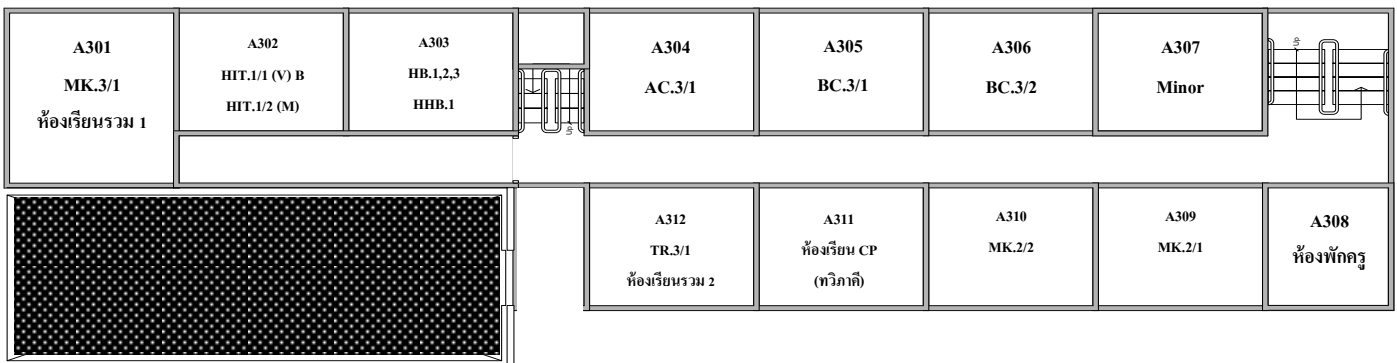 A301
MK.3/1
ห้องเรียนรวม 1
A302
HIT.1/1 (V) B
HIT.1/2 (M)
A303
HB.1,2,3
HHB.1
Up
A304
AC.3/1
A305
BC.3/1
A306
BC.3/2
A307
Minor
Up
A312
TR.3/1
ห้องเรียนรวม 2
A311
ห้องเรียน CP
(ทวิภาคี)
A310
MK.2/2
A309
MK.2/1
A308
ห้องพักครู